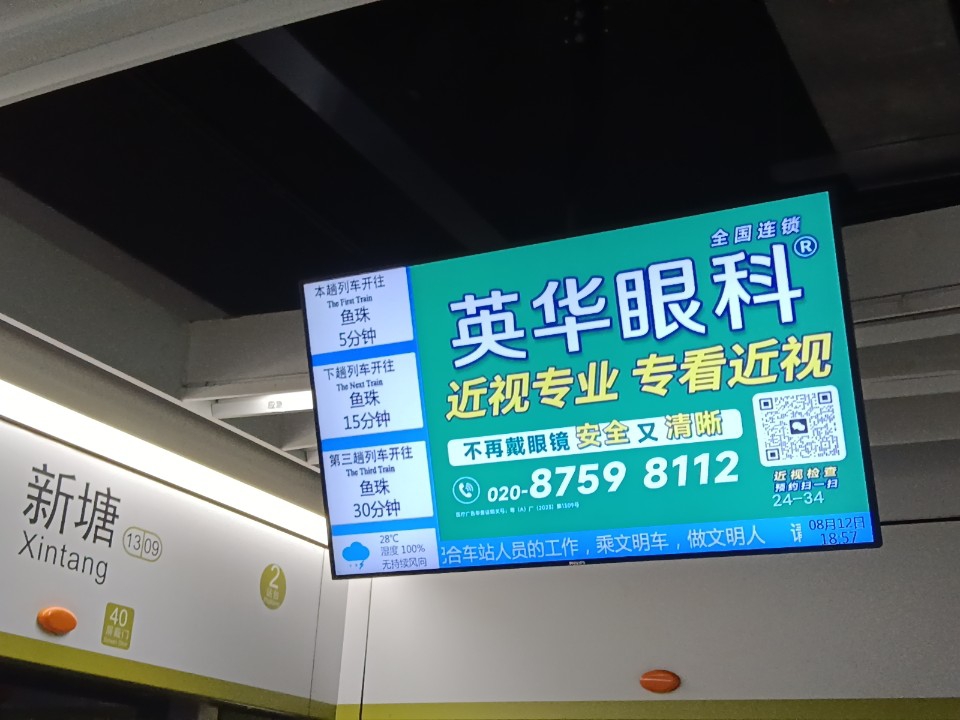 本趟列车开往
The First Train
鱼珠
5分钟
下趟列车开往
The Next Train
鱼珠
15分钟
第三趟列车开往
The Third Train
鱼珠
30分钟
28℃
湿度 100%
无持续风向
全国连锁
英华眼科®
近视专业 专看近视
不再戴眼镜 安全 又 清晰
020-8759 8112
近视检查
预约扫一扫
24-34
合车站人员的工作，乘文明车，做文明人
08月12日
18:57
新塘
Xintang
13 09
2
40
屏蔽门